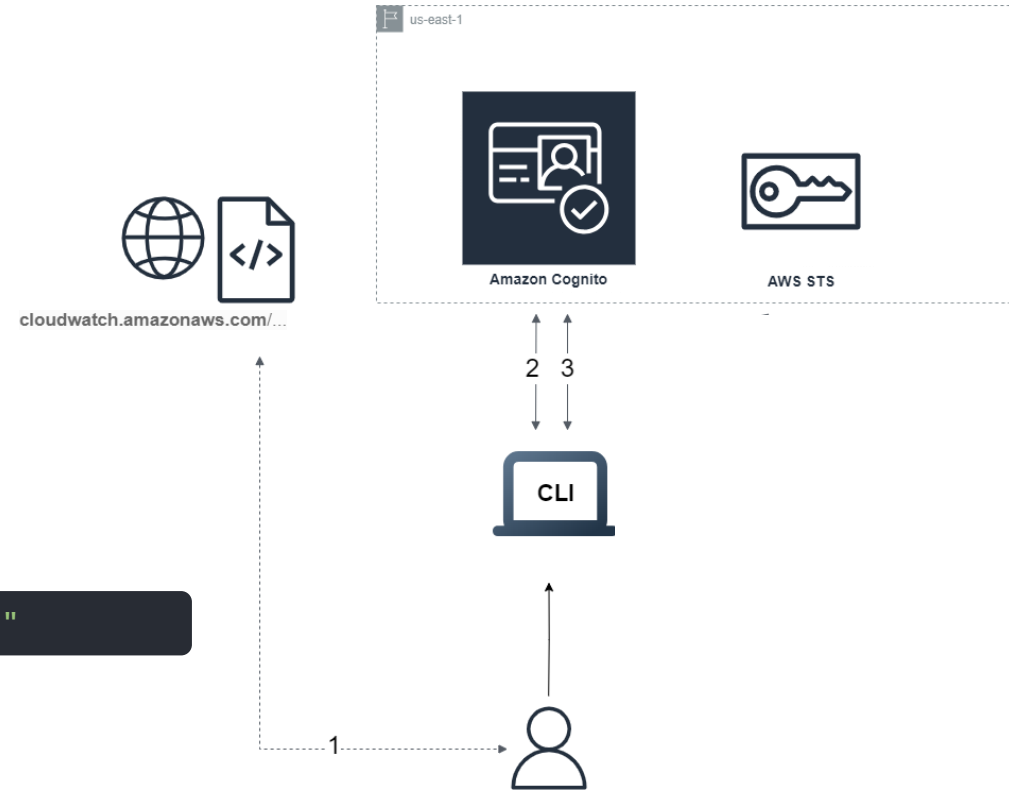 us-east-1
Amazon Cognito
AWS STS
cloudwatch.amazonaws.com/...
2 3
CLI
"
1